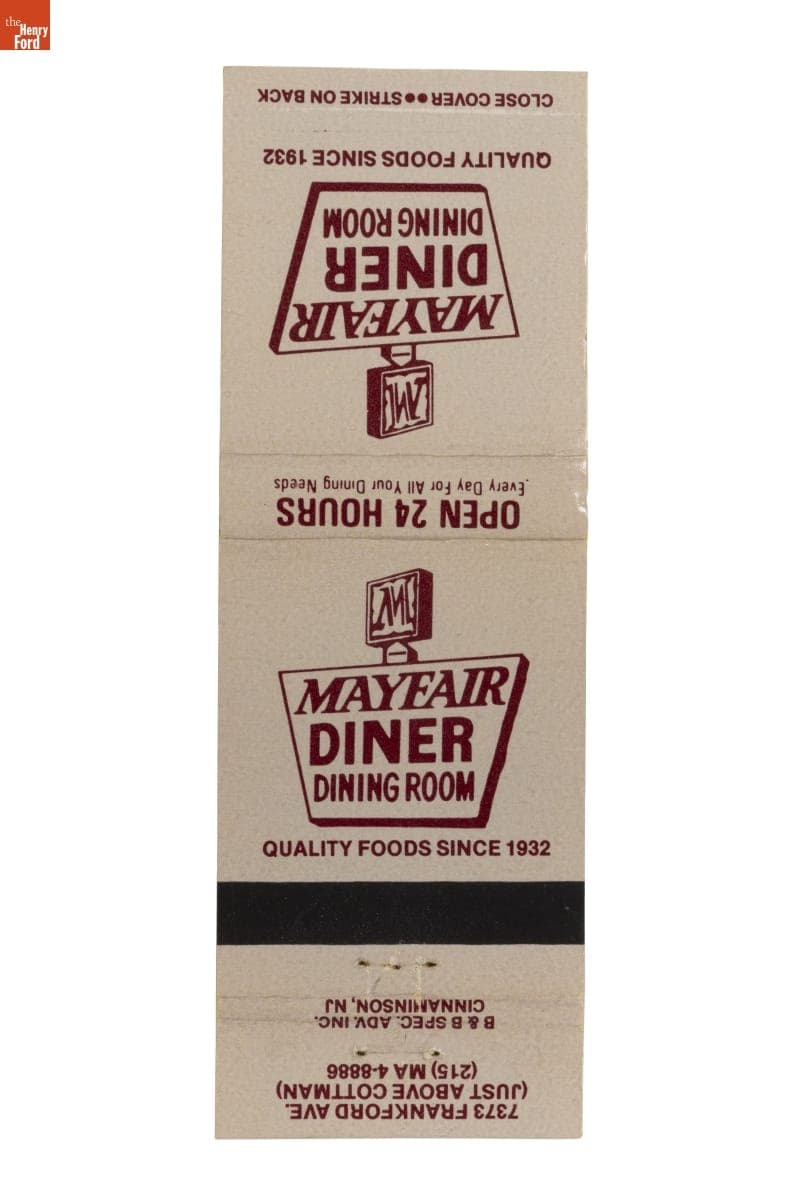 the
Henry
Ford
CLOSE COVER●●STRIKE ON BACK
QUALITY FOODS SINCE 1932
MAYFAIR
DINER
DINING ROOM
OPEN 24 HOURS
Every Day For All Your Dining Needs
MAYFAIR
DINER
DINING ROOM
QUALITY FOODS SINCE 1932
B & B SPEC. ADV. INC.
CINNAMINSON, NJ
7373 FRANKFORD AVE.
(JUST ABOVE COTTMAN)
(215) MA 4-8886